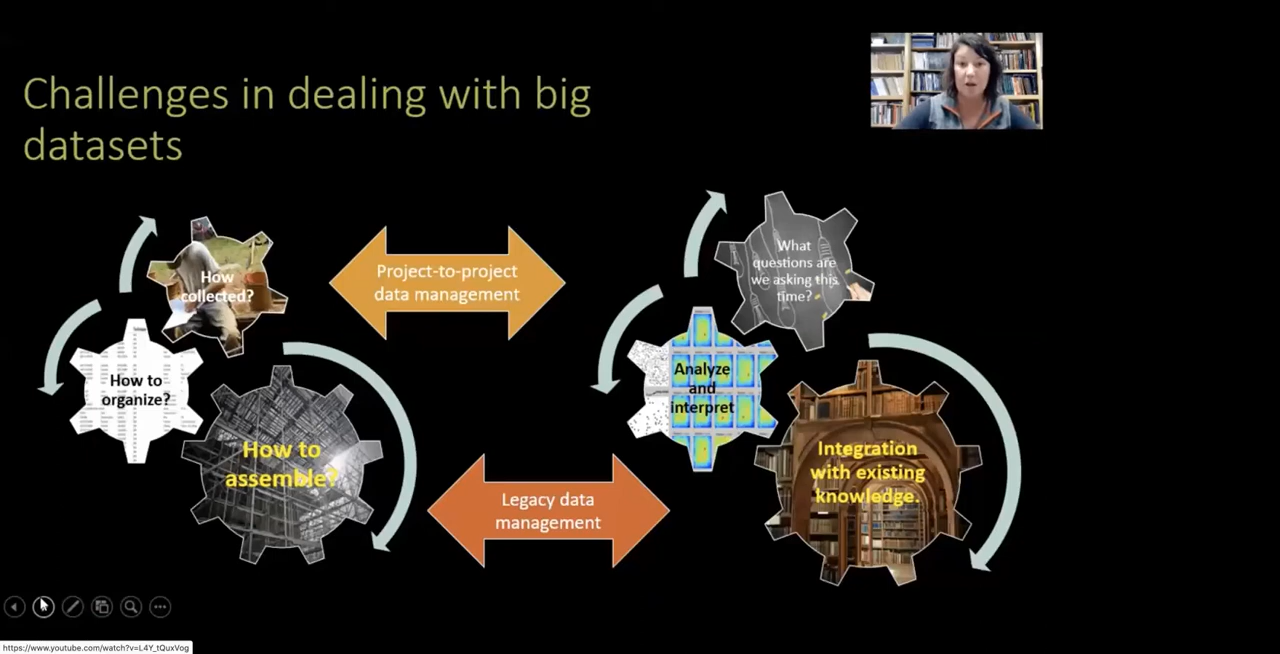 Challenges in dealing with big
datasets
How
collected?
How to
organize?
How to
assemble?
Project-to-project
data management
Legacy data
management
What
questions are
we asking this
time?
Analyze
and
interpret
Integration
with existing
knowledge.
https://www.youtube.com/watch?v=L4Y_tQuxVog